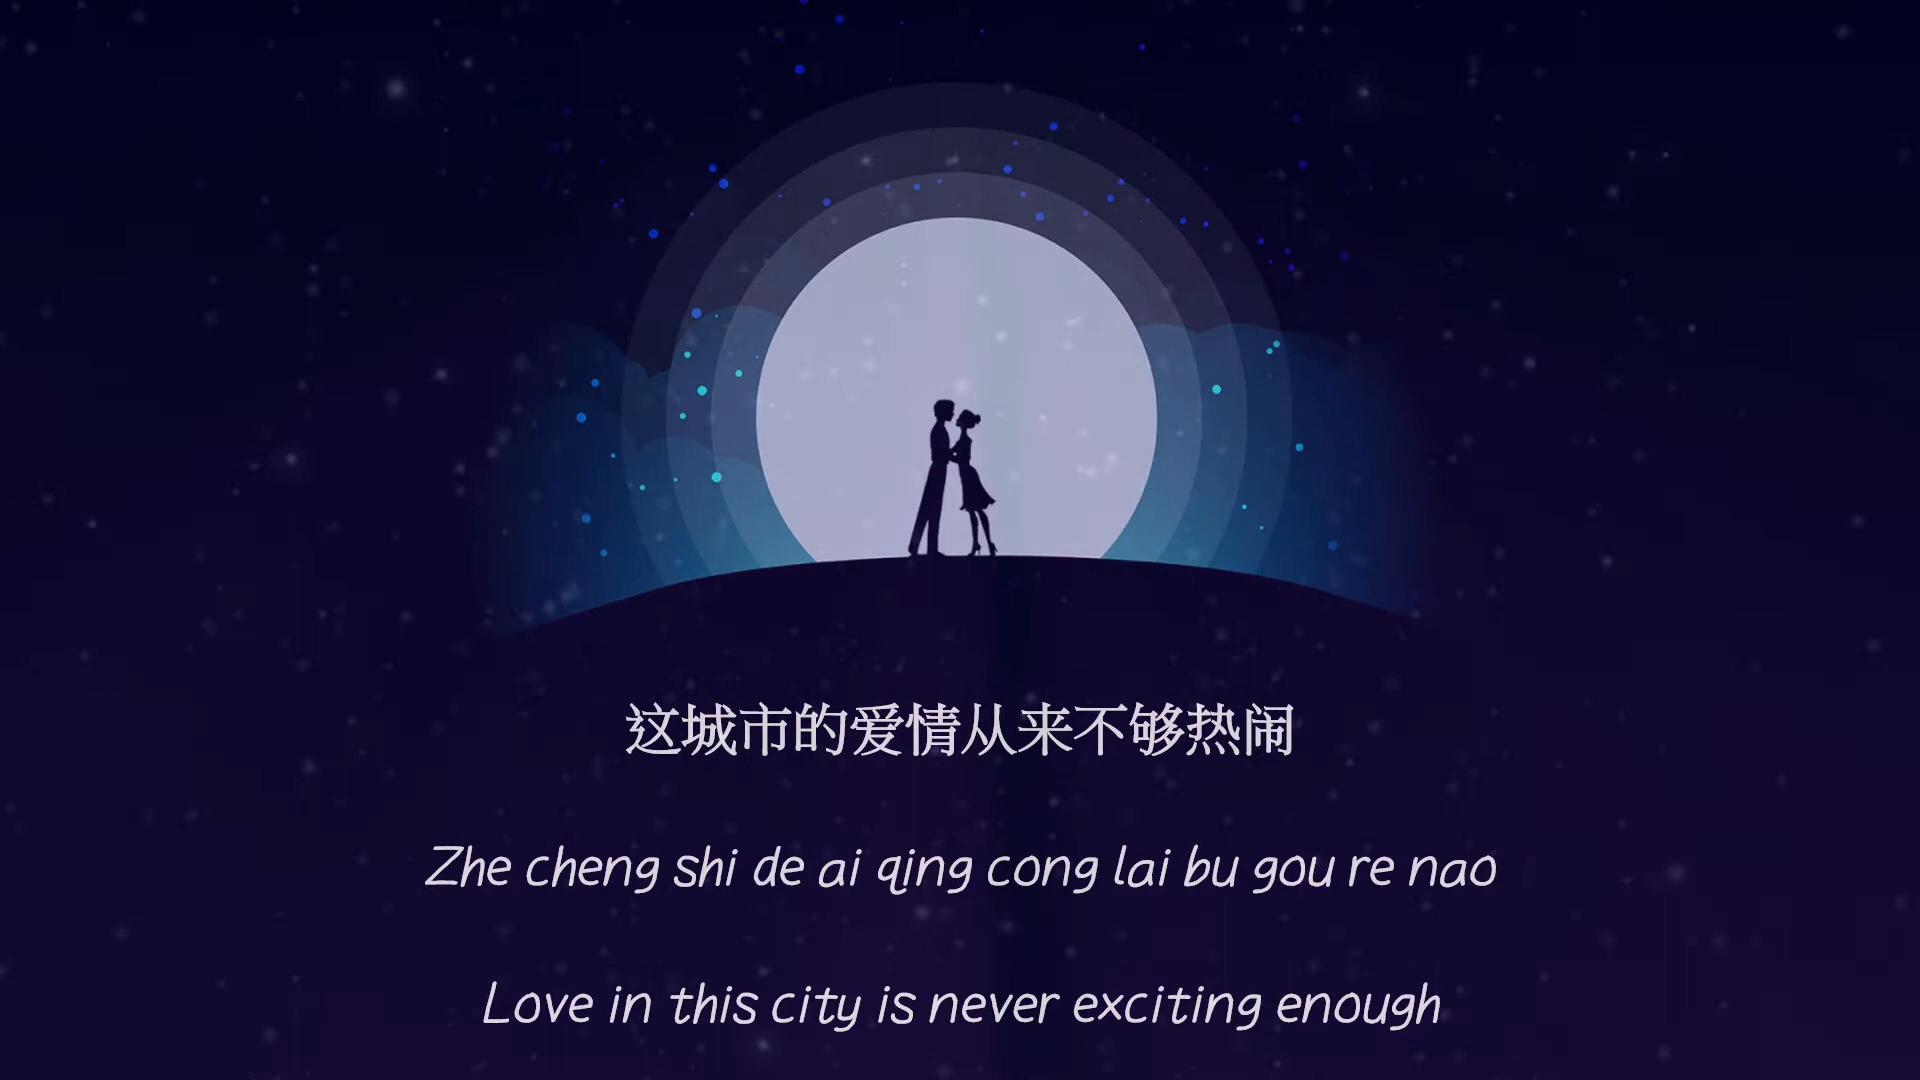 这城市的爱情从来不够热闹
Zhe cheng shi de ai qing cong lai bu gou re nao
Love in this city is never exciting enough